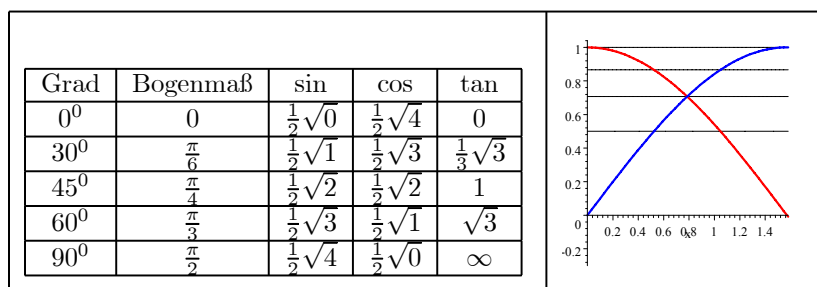 Grad Bogenmaß sin cos tan
0⁰ 0 ½√0 ½√4 0
30⁰ π/6 ½√1 ½√3 ⅓√3
45⁰ π/4 ½√2 ½√2 1
60⁰ π/3 ½√3 ½√1 √3
90⁰ π/2 ½√4 ½√0 ∞
1
0.8
0.6
0.4
0.2
0
-0.2
0.2 0.4 0.6 0.8 1 1.2 1.4
x